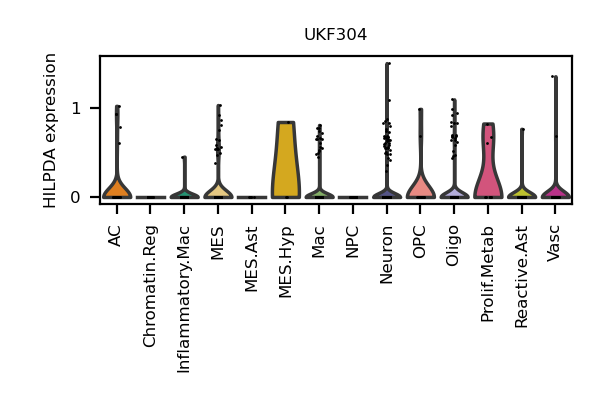 UKF304
HILPDA expression
1
0
AC
Chromatin.Reg
Inflammatory.Mac
MES
MES.Ast
MES.Hyp
Mac
NPC
Neuron
OPC
Oligo
Prolif.Metab
Reactive.Ast
Vasc